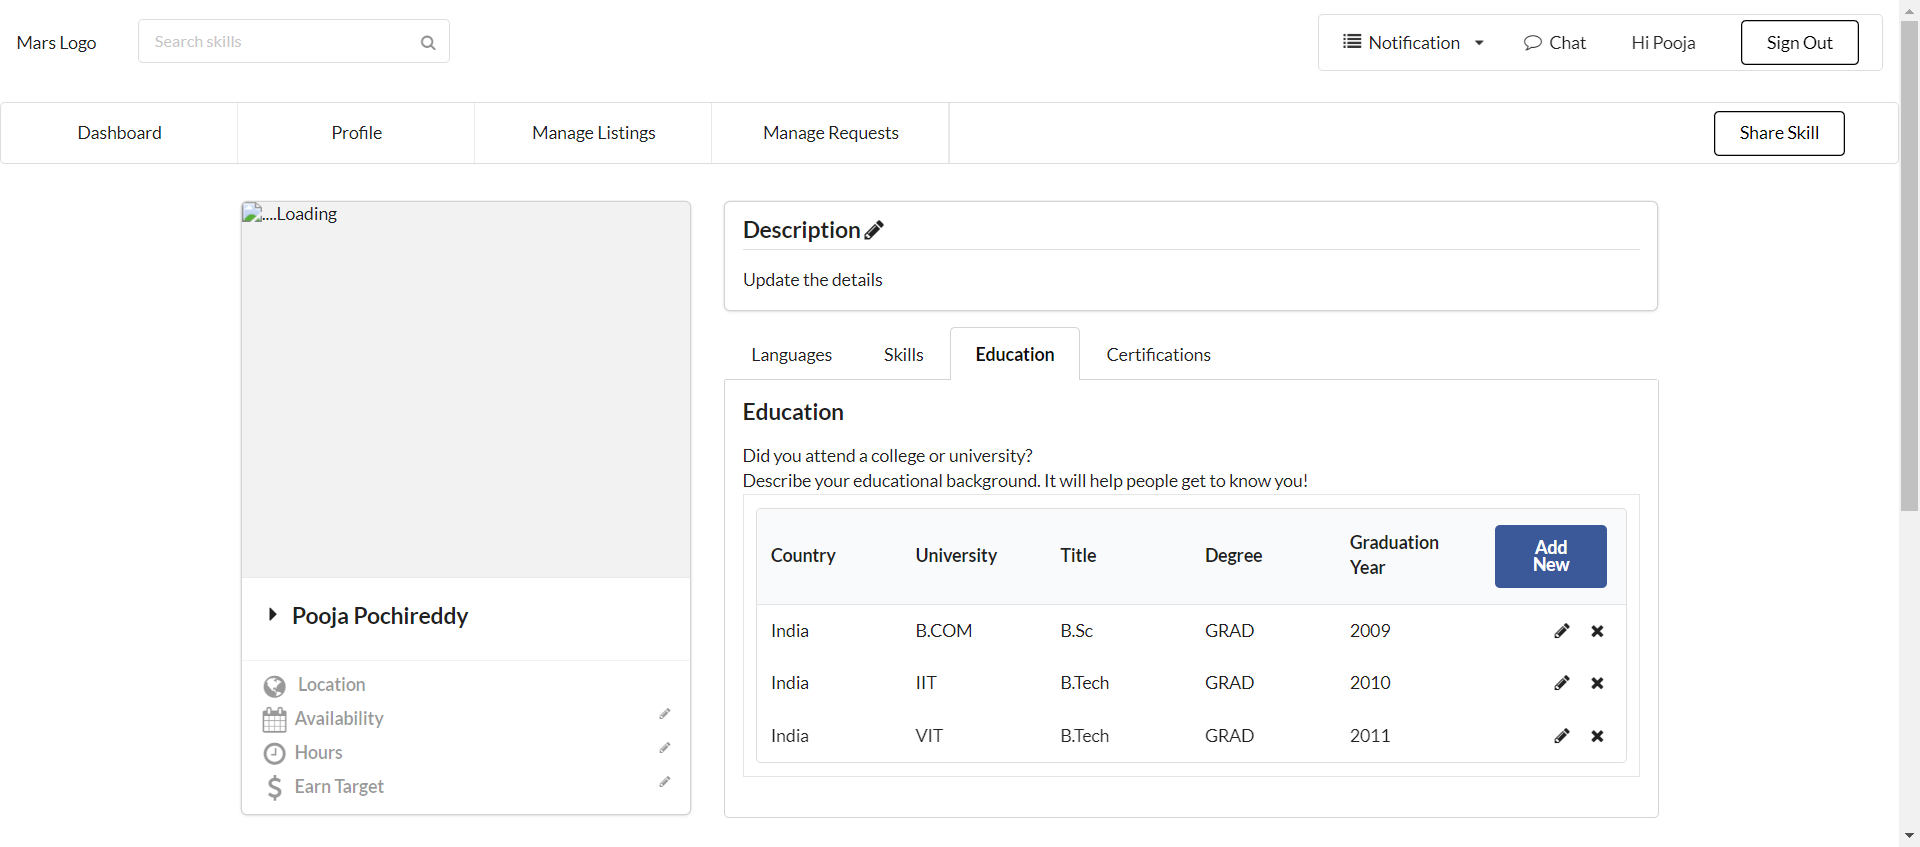 Mars Logo
Search skills
Notification
Chat
Hi Pooja
Sign Out
Dashboard
Profile
Manage Listings
Manage Requests
Share Skill
....Loading
Pooja Pochireddy
Location
Availability
Hours
Earn Target
Description
Update the details
Languages
Skills
Education
Certifications
Education
Did you attend a college or university?
Describe your educational background. It will help people get to know you!
Country University Title Degree Graduation Year
Add New
India B.COM B.Sc GRAD 2009
India IIT B.Tech GRAD 2010
India VIT B.Tech GRAD 2011